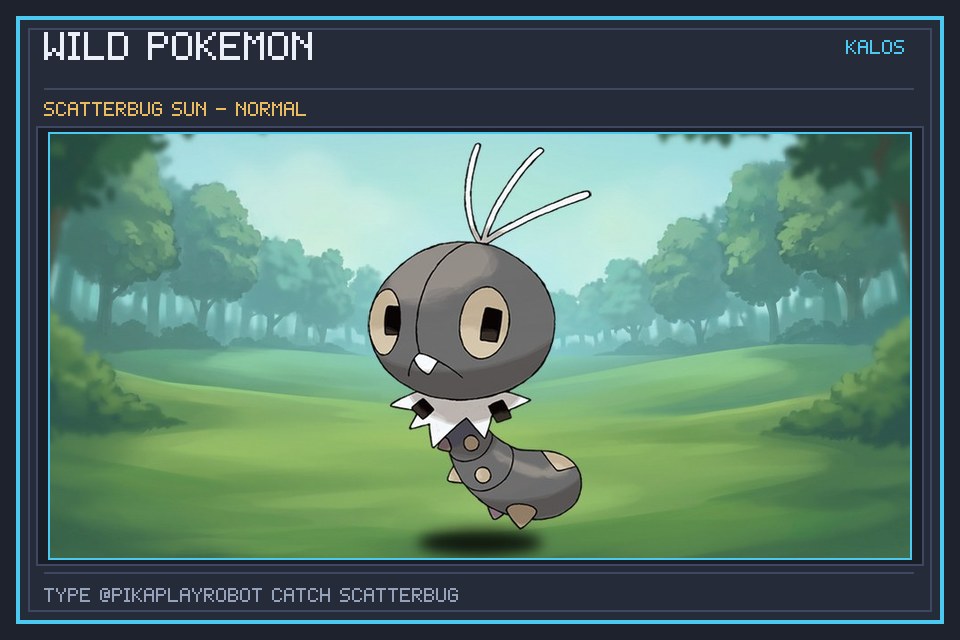 WILD POKEMON
KALOS
SCATTERBUG SUN - NORMAL
TYPE @PIKAPLAYROBOT CATCH SCATTERBUG